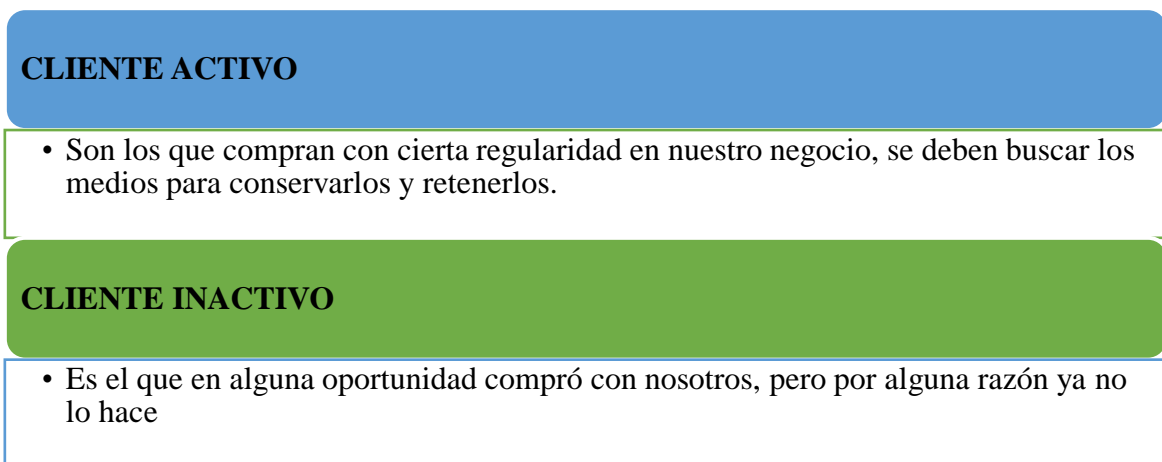 CLIENTE ACTIVO
• Son los que compran con cierta regularidad en nuestro negocio, se deben buscar los
medios para conservarlos y retenerlos.
CLIENTE INACTIVO
• Es el que en alguna oportunidad compró con nosotros, pero por alguna razón ya no
lo hace